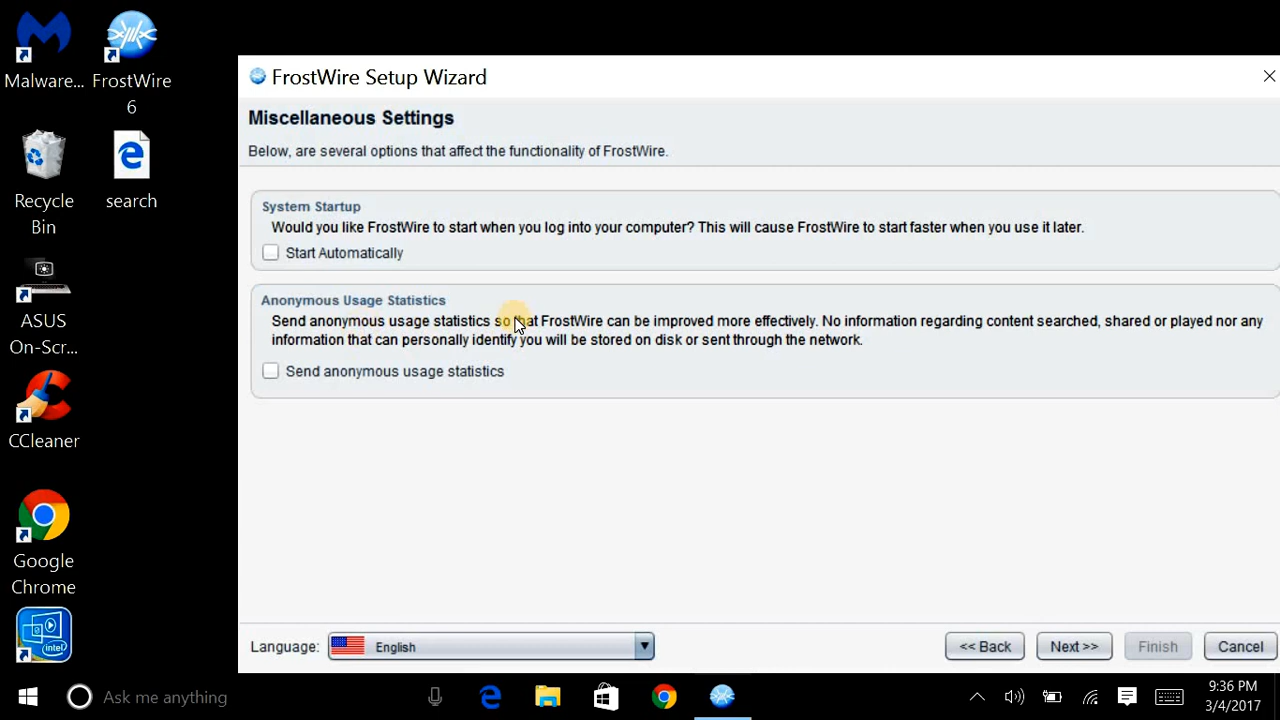 Malware...
FrostWire
6
Recycle
Bin
search
ASUS
On-Scr...
CCleaner
Google
Chrome
intel
FrostWire Setup Wizard
Miscellaneous Settings
Below, are several options that affect the functionality of FrostWire.
System Startup
Would you like FrostWire to start when you log into your computer? This will cause FrostWire to start faster when you use it later.
Start Automatically
Anonymous Usage Statistics
Send anonymous usage statistics so that FrostWire can be improved more effectively. No information regarding content searched, shared or played nor any
information that can personally identify you will be stored on disk or sent through the network.
Send anonymous usage statistics
Language: English
<< Back Next >> Finish Cancel
Ask me anything
9:36 PM
3/4/2017